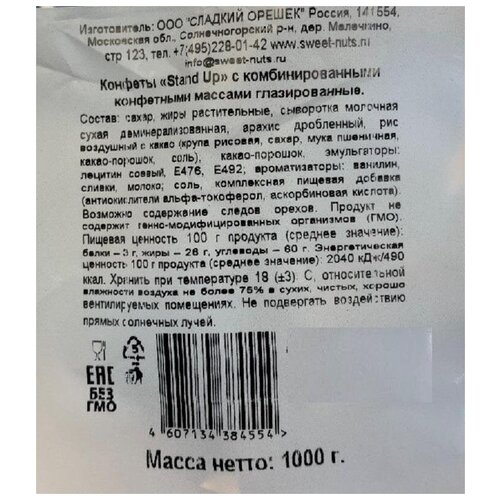 Изготовитель: ООО "СЛАДКИЙ ОРЕШЕК" Россия, 141554,
Московская обл., Солнечногорский р-н, дер. Мелечкино,
стр 123, тел.+7(495)228-01-42 www.sweet-nuts.ru
info@sweet-nuts.ru
Конфеты «Stand Up» с комбинированными
конфетными массами глазированные.
Состав: сахар, жиры растительные, сыворотка молочная
сухая деминерализованная, арахис дробленный, рис
воздушный с какао (крупа рисовая, сахар, мука пшеничная,
какао-порошок, соль), какао-порошок, эмульгаторы:
лецитин соевый, E476, E492; ароматизаторы: ванилин,
сливки, молоко; соль, комплексная пищевая добавка
(антиокислители альфа-токоферол, аскорбиновая кислота).
Возможно содержание следов орехов. Продукт не
содержит генно-модифицированных организмов (ГМО).
Пищевая ценность 100 г продукта (среднее значение):
белки – 3 г, жиры – 26 г, углеводы – 60 г. Энергетическая
ценность 100 г продукта (среднее значение): 2040 кДж/490
ккал. Хранить при температуре 18 (±3). С, относительной
влажности воздуха не более 75% в сухих, чистых, хорошо
вентилируемых помещениях. Не подвергать воздействию
прямых солнечных лучей.
EAC
БЕЗ
ГМО
5
4 607134 384554 >
Масса нетто: 1000 г.